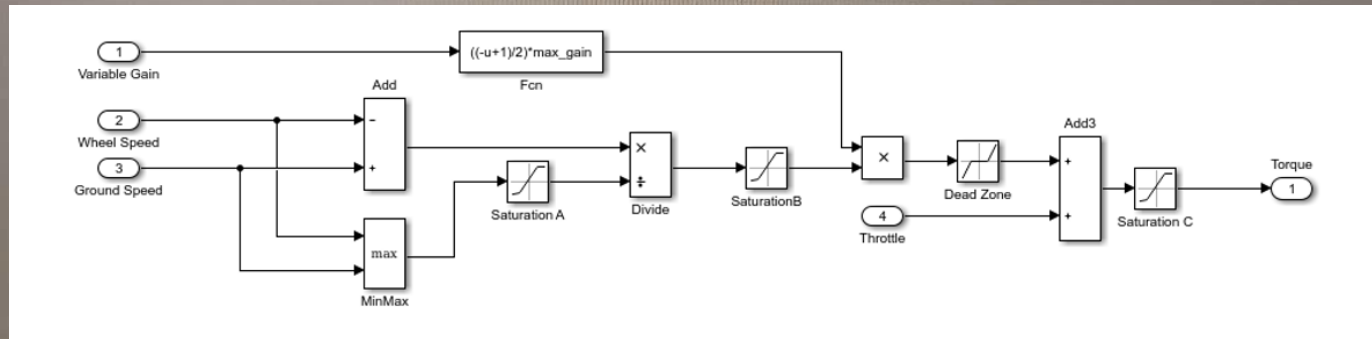 1
Variable Gain
((-u+1)/2)*max_gain
Fcn
2
Wheel Speed
3
Ground Speed
Add
-
+
max
MinMax
Saturation A
×
÷
Divide
SaturationB
×
Dead Zone
4
Throttle
Add3
+
+
Saturation C
Torque
1